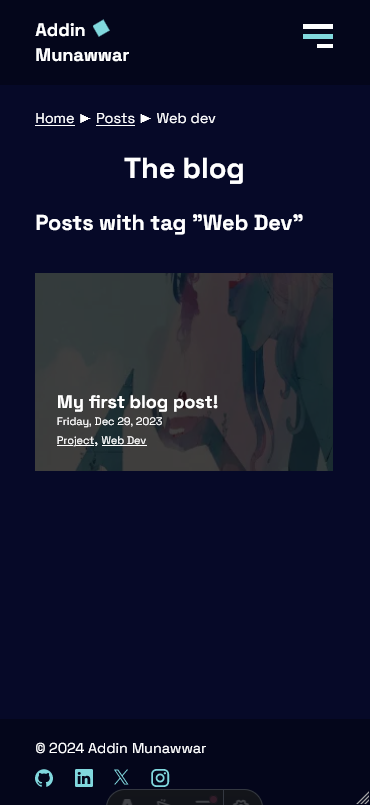 Addin
Munawwar
Home ► Posts ► Web dev
The blog
Posts with tag "Web Dev"
My first blog post!
Friday, Dec 29, 2023
Project, Web Dev
© 2024 Addin Munawwar